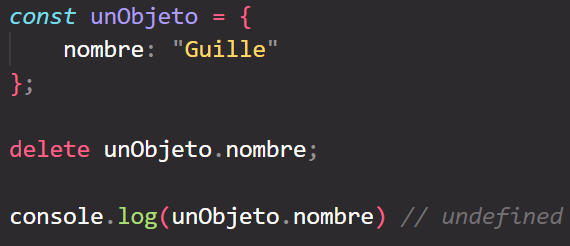 const unObjeto = {
    nombre: "Guille"
};
delete unObjeto.nombre;
console.log(unObjeto.nombre) // undefined